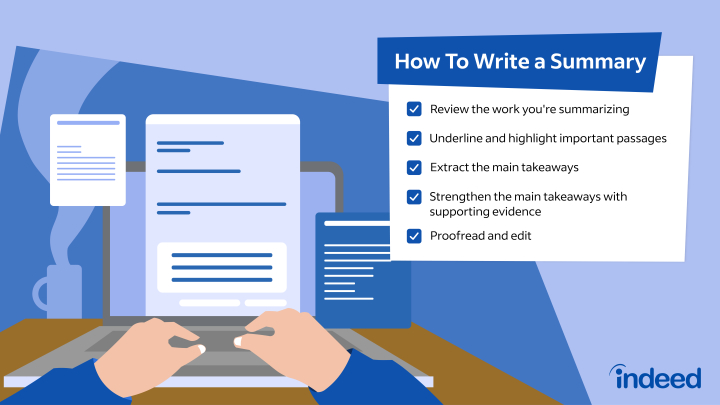 How To Write a Summary
Review the work you're summarizing
Underline and highlight important passages
Extract the main takeaways
Strengthen the main takeaways with
supporting evidence
Proofread and edit
indeed